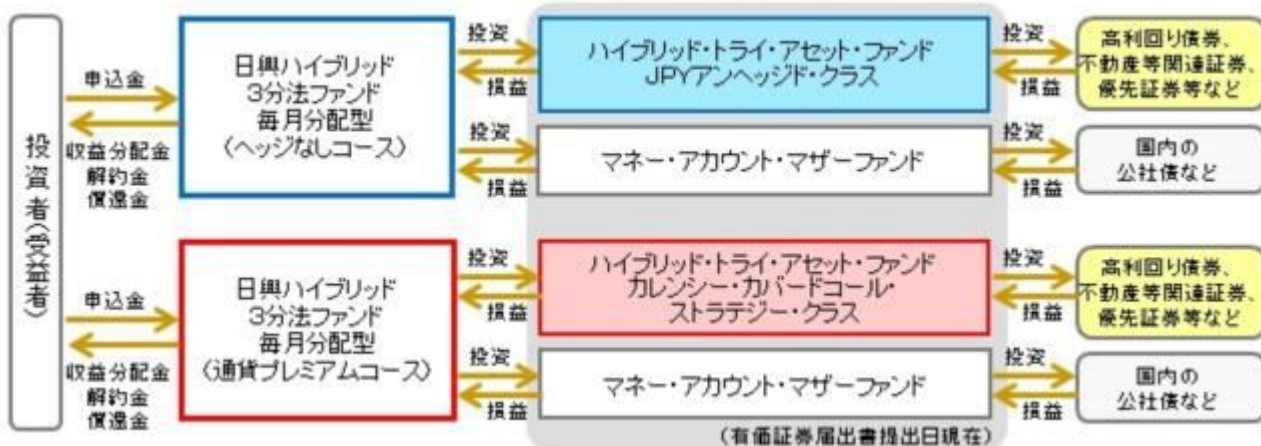 投資者(受益者)
申込金
収益分配金
解約金
償還金
日興ハイブリッド
3分法ファンド
毎月分配型
(ヘッジなしコース)
投資
損益
ハイブリッド・トライ・アセット・ファンド
JPYアンヘッジド・クラス
投資
損益
高利回り債券、
不動産等関連証券、
優先証券等など
投資
損益
マネー・アカウント・マザーファンド
投資
損益
国内の
公社債など
申込金
収益分配金
解約金
償還金
日興ハイブリッド
3分法ファンド
毎月分配型
(通貨プレミアムコース)
投資
損益
ハイブリッド・トライ・アセット・ファンド
カレンシー・カバードコール・
ストラテジー・クラス
投資
損益
高利回り債券、
不動産等関連証券、
優先証券等など
投資
損益
マネー・アカウント・マザーファンド
投資
損益
国内の
公社債など
(有価証券届出書提出日現在)